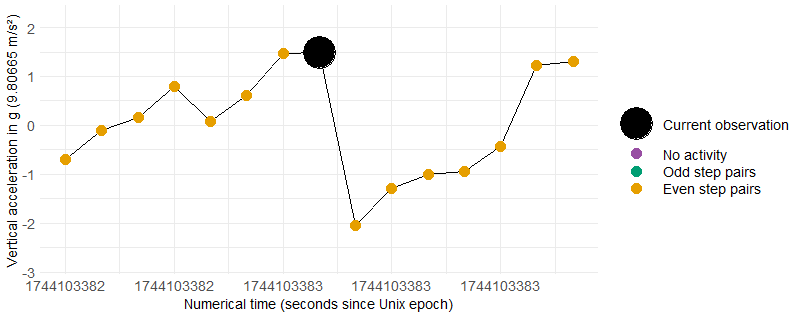 Vertical acceleration in g (9.80665 m/s²)
2
1
0
-1
-2
-3
1744103382 1744103382 1744103383 1744103383 1744103383
Numerical time (seconds since Unix epoch)
Current observation
No activity
Odd step pairs
Even step pairs